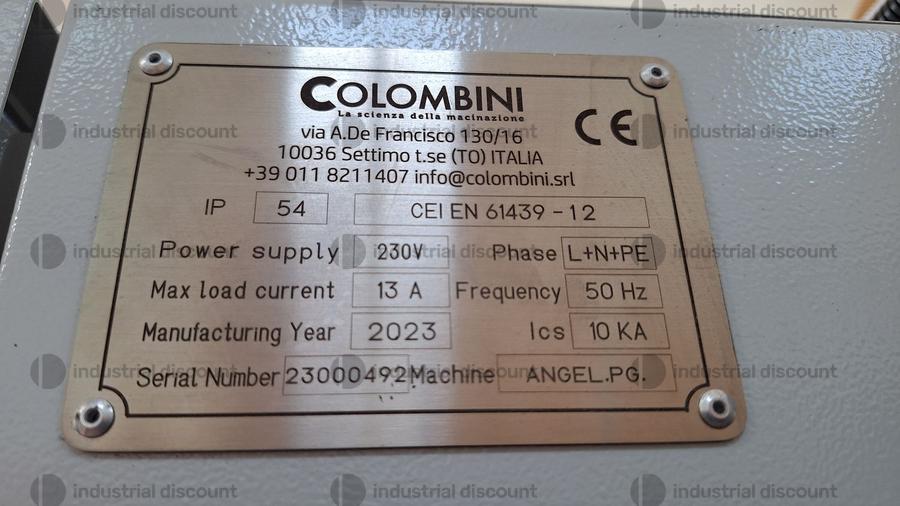 COLOMBINI
La scienza della macinazione
via A.De Francisco 130/16
10036 Settimo t.se (TO) ITALIA
+39 011 8211407 info@colombini.srl
CE
IP 54 CEI EN 61439 - 12
Power supply 230V Phase L+N+PE
Max load current 13 A Frequency 50 Hz
Manufacturing Year 2023 Ics 10 KA
Serial Number 23000492 Machine ANGEL.PG.
industrial discount